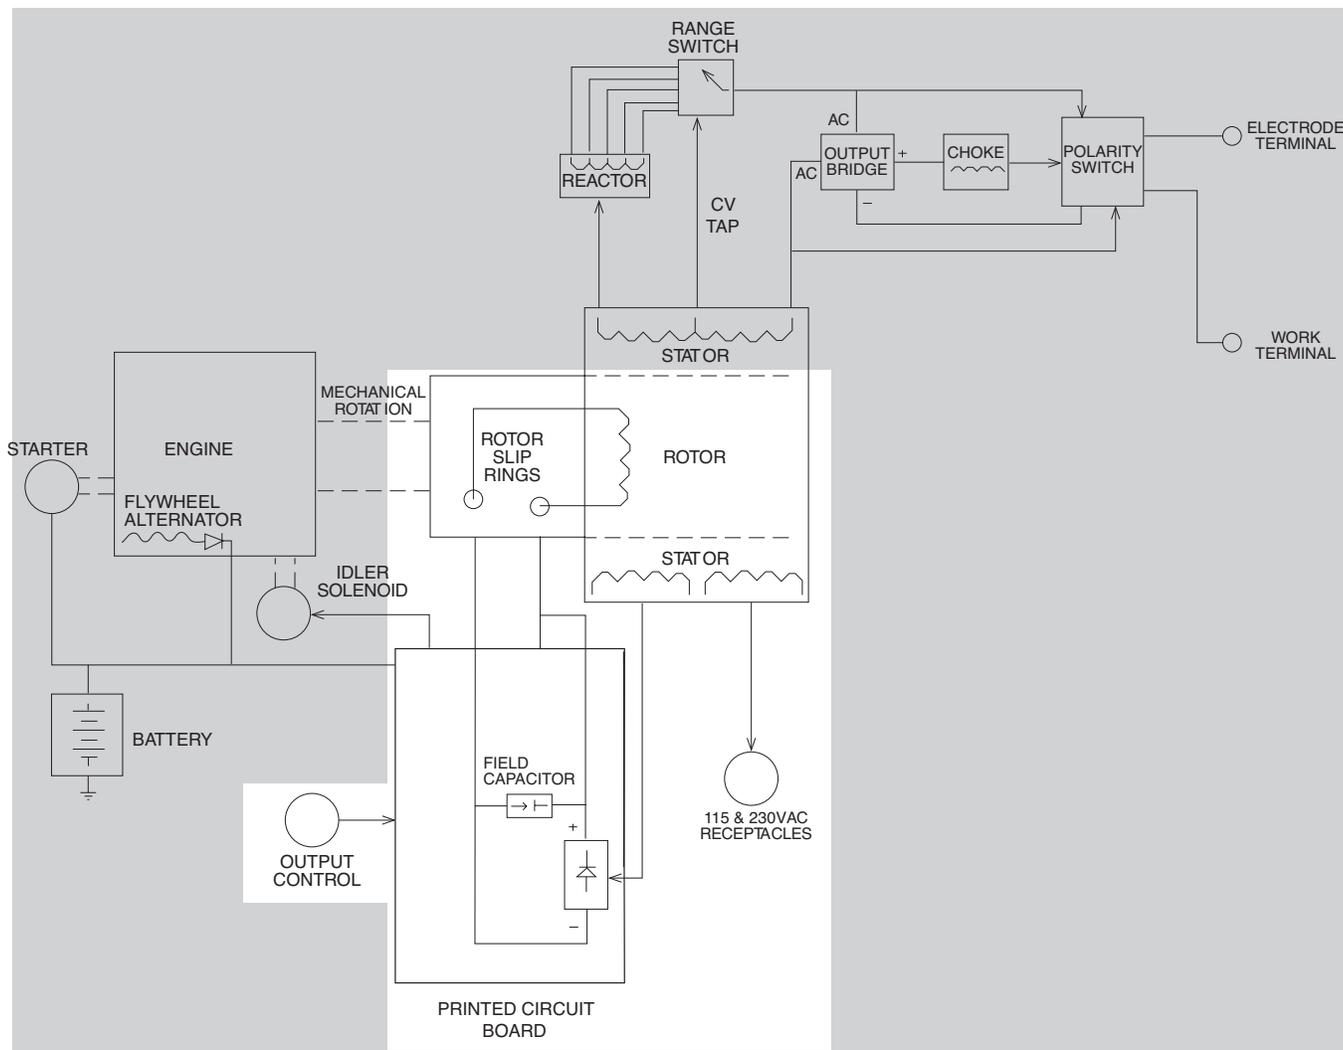 RANGE
SWITCH
AC
ELECTRODE
TERMINAL
OUTPUT
BRIDGE
+
CHOKE
POLARITY
SWITCH
AC
REACTOR
–
CV
TAP
WORK
TERMINAL
STATOR
MECHANICAL
ROTATION
STARTER
ENGINE
ROTOR
SLIP
RINGS
ROTOR
FLYWHEEL
ALTERNATOR
STATOR
IDLER
SOLENOID
BATTERY
FIELD
CAPACITOR
115 & 230VAC
RECEPTACLES
+
OUTPUT
CONTROL
–
PRINTED CIRCUIT
BOARD